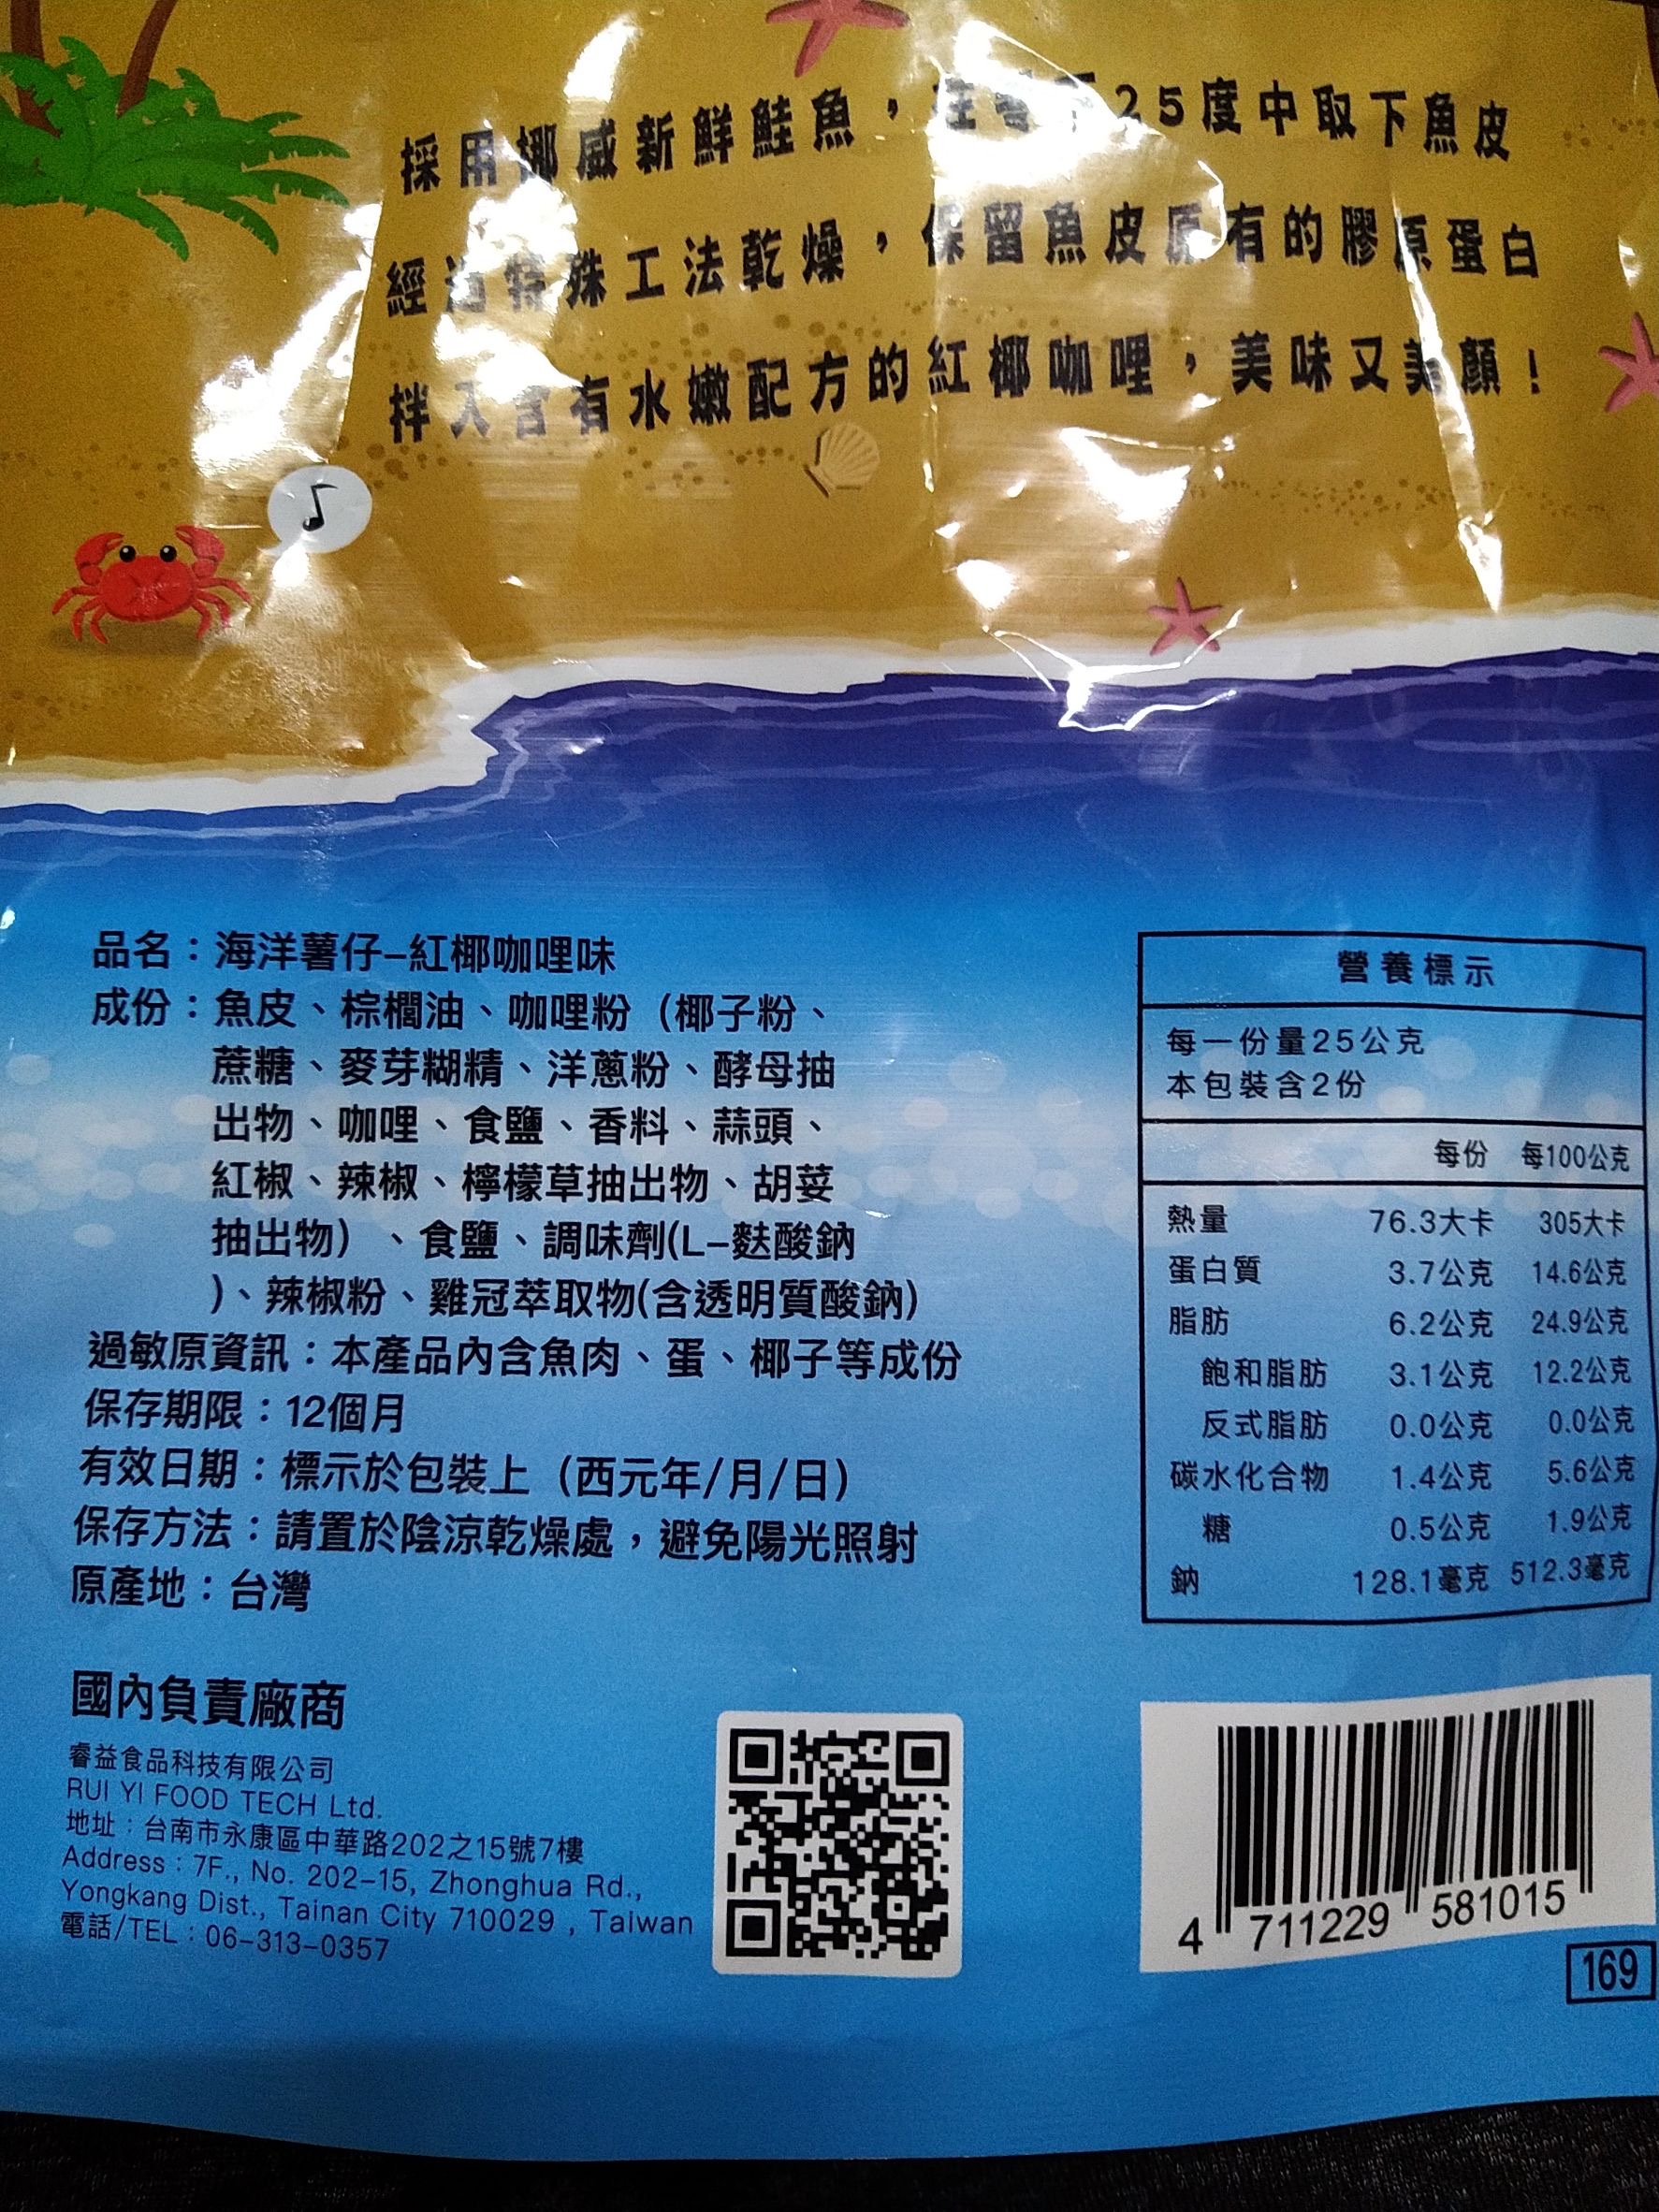 採用挪威新鮮鮭魚，在零下25度中取下魚皮
經過特殊工法乾燥，保留魚皮原有的膠原蛋白
拌入含有水嫩配方的紅椰咖哩，美味又美顏！
品名：海洋薯仔–紅椰咖哩味
成份：魚皮、棕櫚油、咖哩粉（椰子粉、
蔗糖、麥芽糊精、洋蔥粉、酵母抽
出物、咖哩、食鹽、香料、蒜頭、
紅椒、辣椒、檸檬草抽出物、胡荽
抽出物）、食鹽、調味劑(L–麩酸鈉
)、辣椒粉、雞冠萃取物(含透明質酸鈉)
過敏原資訊：本產品內含魚肉、蛋、椰子等成份
保存期限：12個月
有效日期：標示於包裝上（西元年/月/日）
保存方法：請置於陰涼乾燥處，避免陽光照射
原產地：台灣
國內負責廠商
睿益食品科技有限公司
RUI YI FOOD TECH Ltd.
地址：台南市永康區中華路202之15號7樓
Address：7F., No. 202–15, Zhonghua Rd.,
Yongkang Dist., Tainan City 710029 , Taiwan
電話/TEL：06–313–0357
營養標示
每一份量25公克
本包裝含2份
每份 每100公克
熱量 76.3大卡 305大卡
蛋白質 3.7公克 14.6公克
脂肪 6.2公克 24.9公克
飽和脂肪 3.1公克 12.2公克
反式脂肪 0.0公克 0.0公克
碳水化合物 1.4公克 5.6公克
糖 0.5公克 1.9公克
鈉 128.1毫克 512.3毫克
4 711229 581015
169